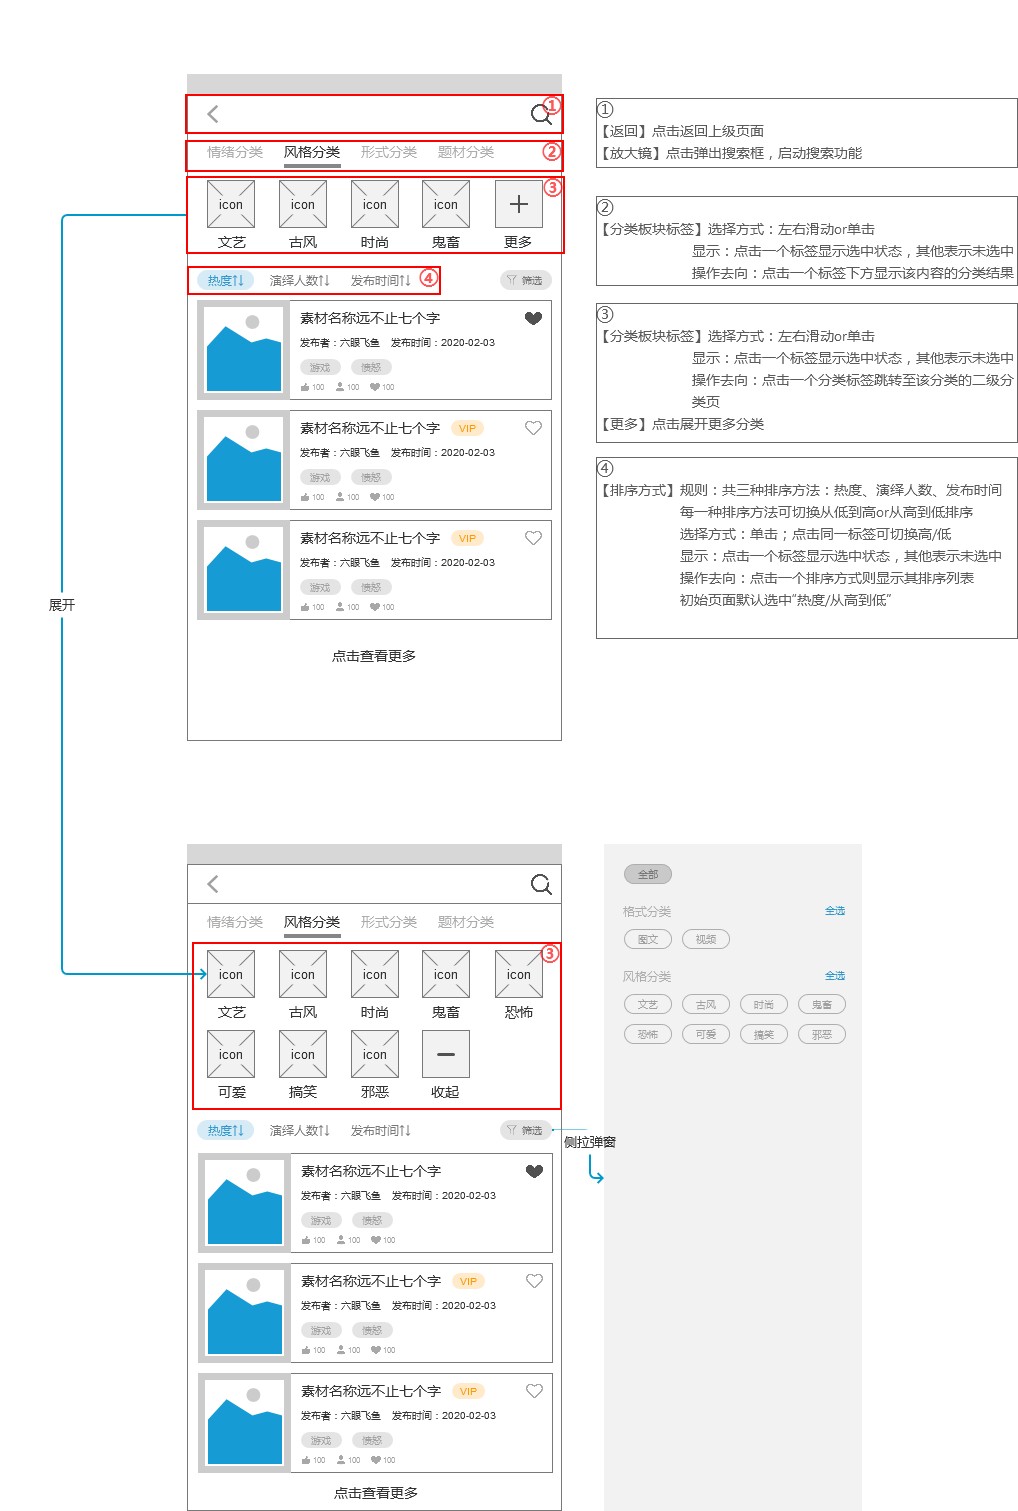 ①
情绪分类 风格分类 形式分类 题材分类 ②
③
icon icon icon icon
文艺 古风 时尚 鬼畜 更多
热度 演绎人数 发布时间 ④ 筛选
素材名称远不止七个字
发布者：六眼飞鱼 发布时间：2020-02-03
游戏 愤怒
100 100 100
素材名称远不止七个字 VIP
发布者：六眼飞鱼 发布时间：2020-02-03
游戏 愤怒
100 100 100
素材名称远不止七个字 VIP
发布者：六眼飞鱼 发布时间：2020-02-03
游戏 愤怒
100 100 100
点击查看更多
①
【返回】点击返回上级页面
【放大镜】点击弹出搜索框，启动搜索功能
②
【分类板块标签】选择方式：左右滑动or单击
显示：点击一个标签显示选中状态，其他表示未选中
操作去向：点击一个标签下方显示该内容的分类结果
③
【分类板块标签】选择方式：左右滑动or单击
显示：点击一个标签显示选中状态，其他表示未选中
操作去向：点击一个分类标签跳转至该分类的二级分
类页
【更多】点击展开更多分类
④
【排序方式】规则：共三种排序方法：热度、演绎人数、发布时间
每一种排序方法可切换从低到高or从高到低排序
选择方式：单击；点击同一标签可切换高/低
显示：点击一个标签显示选中状态，其他表示未选中
操作去向：点击一个排序方式则显示其排序列表
初始页面默认选中"热度/从高到低"
展开
情绪分类 风格分类 形式分类 题材分类
③
icon icon icon icon icon
文艺 古风 时尚 鬼畜 恐怖
icon icon icon
可爱 搞笑 邪恶 收起
热度 演绎人数 发布时间 筛选
侧拉弹窗
素材名称远不止七个字
发布者：六眼飞鱼 发布时间：2020-02-03
游戏 愤怒
100 100 100
素材名称远不止七个字 VIP
发布者：六眼飞鱼 发布时间：2020-02-03
游戏 愤怒
100 100 100
素材名称远不止七个字 VIP
发布者：六眼飞鱼 发布时间：2020-02-03
游戏 愤怒
100 100 100
点击查看更多
全部
格式分类 全选
图文 视频
风格分类 全选
文艺 古风 时尚 鬼畜
恐怖 可爱 搞笑 邪恶